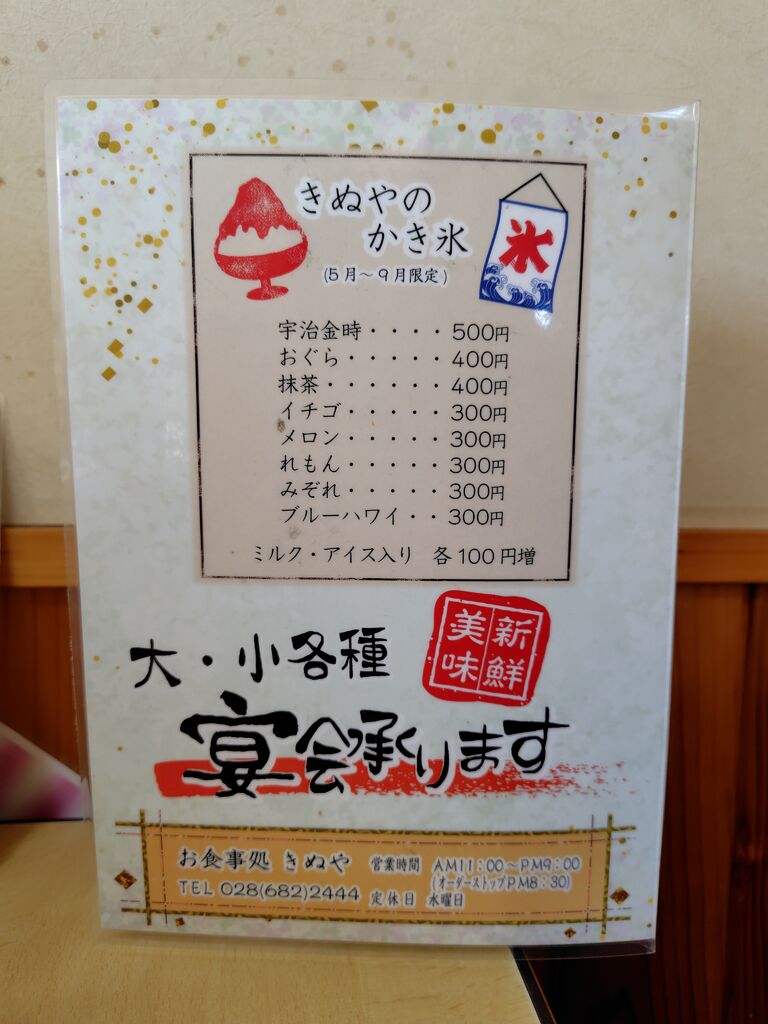 きぬやの
かき氷
氷
(5月～9月限定)
宇治金時・・・・500円
おぐら・・・・・400円
抹茶・・・・・・400円
イチゴ・・・・・300円
メロン・・・・・300円
れもん・・・・・300円
みぞれ・・・・・300円
ブルーハワイ・・300円
ミルク・アイス入り 各100円増
新鮮
美味
大・小各種
宴会承ります
お食事処 きぬや 営業時間 AM11：00～PM9：00
(オーダーストップPM8：30)
TEL 028(682)2444 定休日 水曜日